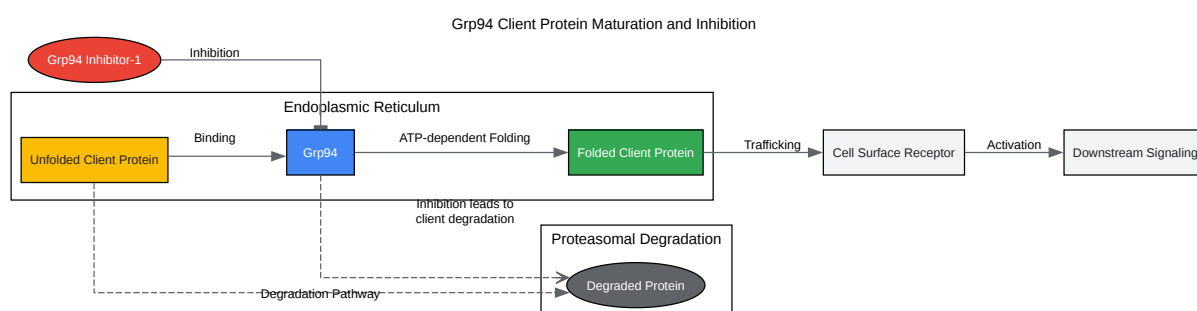 Grp94 Client Protein Maturation and Inhibition
Grp94 Inhibitor-1
Inhibition
Endoplasmic Reticulum
Unfolded Client Protein
Binding
Grp94
ATP-dependent Folding
Folded Client Protein
Trafficking
Cell Surface Receptor
Activation
Downstream Signaling
Inhibition leads to
client degradation
Proteasomal Degradation
Degraded Protein
Degradation Pathway